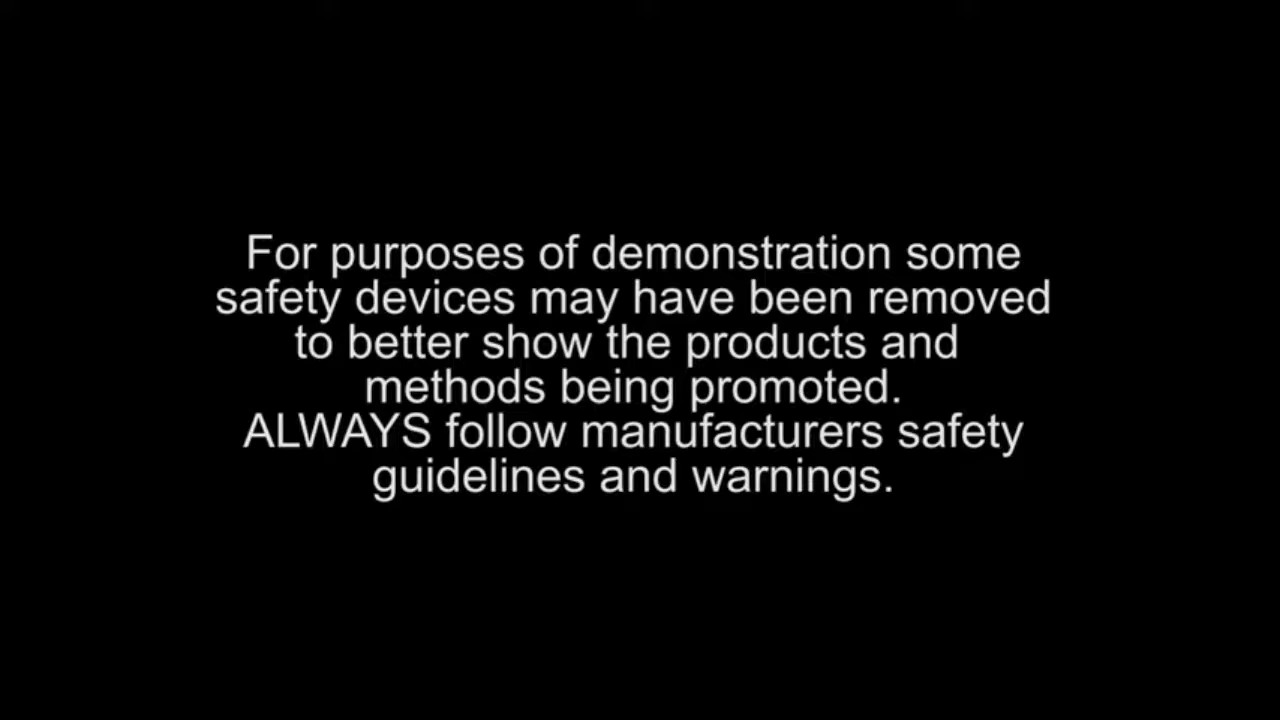 For purposes of demonstration some
safety devices may have been removed
to better show the products and
methods being promoted.
ALWAYS follow manufacturers safety
guidelines and warnings.